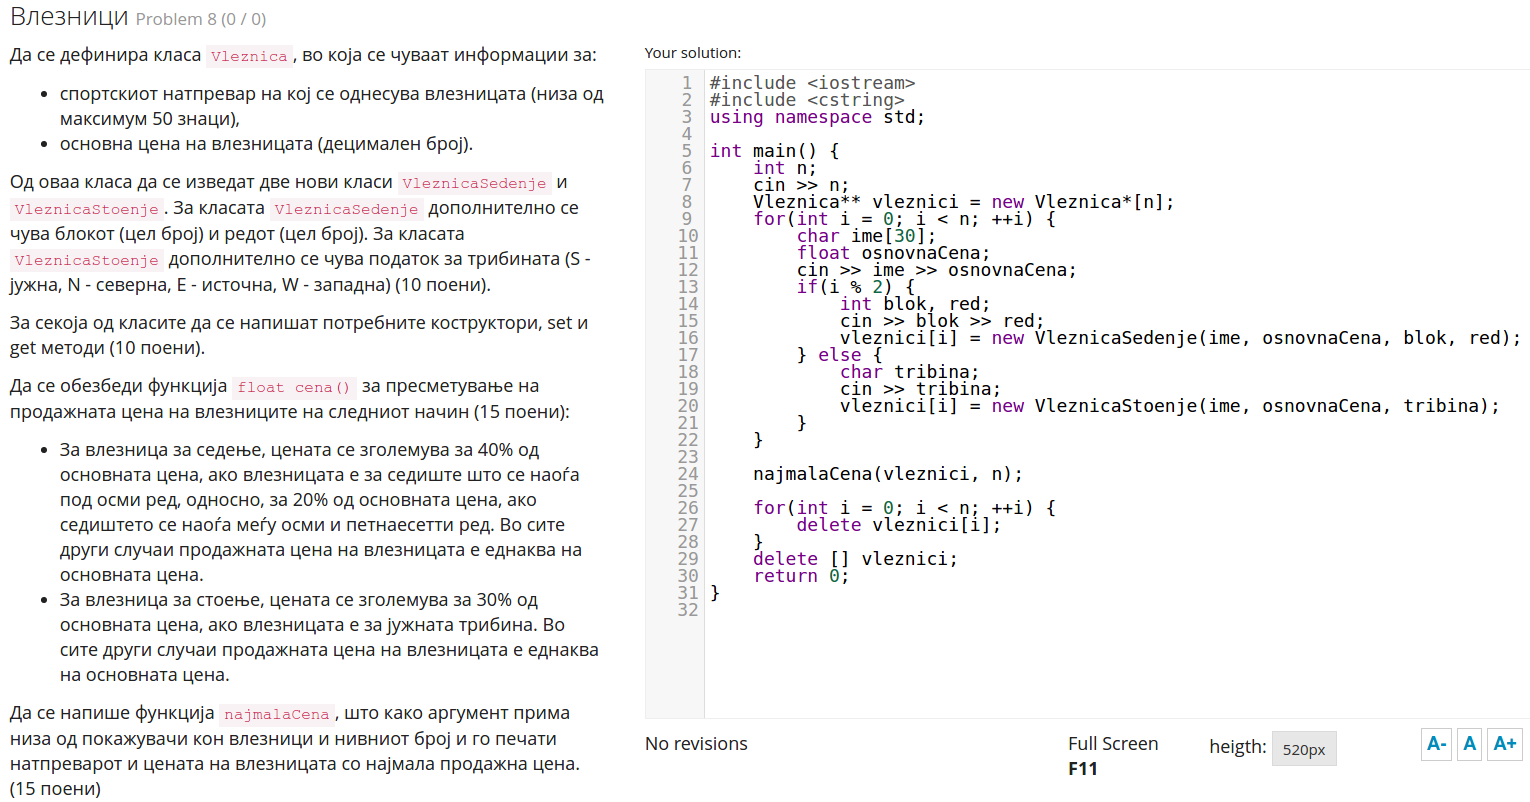 Влезници Problem 8 (0 / 0)
Да се дефинира класа Vleznica, во која се чуваат информации за:
спортскиот натпревар на кој се однесува влезницата (низа од
максимум 50 знаци),
основна цена на влезницата (децимален број).
Од оваа класа да се изведат две нови класи VleznicaSedenje и
VleznicaStoenje. За класата VleznicaSedenje дополнително се
чува блокот (цел број) и редот (цел број). За класата
VleznicaStoenje дополнително се чува податок за трибината (S -
јужна, N - северна, E - источна, W - западна) (10 поени).
За секоја од класите да се напишат потребните коструктори, set и
get методи (10 поени).
Да се обезбеди функција float cena() за пресметување на
продажната цена на влезниците на следниот начин (15 поени):
За влезница за седење, цената се зголемува за 40% од
основната цена, ако влезницата е за седиште што се наоѓа
под осми ред, односно, за 20% од основната цена, ако
седиштето се наоѓа меѓу осми и петнаесетти ред. Во сите
други случаи продажната цена на влезницата е еднаква на
основната цена.
За влезница за стоење, цената се зголемува за 30% од
основната цена, ако влезницата е за јужната трибина. Во
сите други случаи продажната цена на влезницата е еднаква
на основната цена.
Да се напише функција najmalaCena, што како аргумент прима
низа од покажувачи кон влезници и нивниот број и го печати
натпреварот и цената на влезницата со најмала продажна цена.
(15 поени)
Your solution:
1 #include <iostream>
2 #include <cstring>
3 using namespace std;
4
5 int main() {
6     int n;
7     cin >> n;
8     Vleznica** vleznici = new Vleznica*[n];
9     for(int i = 0; i < n; ++i) {
10         char ime[30];
11         float osnovnaCena;
12         cin >> ime >> osnovnaCena;
13         if(i % 2) {
14             int blok, red;
15             cin >> blok >> red;
16             vleznici[i] = new VleznicaSedenje(ime, osnovnaCena, blok, red);
17         } else {
18             char tribina;
19             cin >> tribina;
20             vleznici[i] = new VleznicaStoenje(ime, osnovnaCena, tribina);
21         }
22     }
23
24     najmalaCena(vleznici, n);
25
26     for(int i = 0; i < n; ++i) {
27         delete vleznici[i];
28     }
29     delete [] vleznici;
30     return 0;
31 }
32
No revisions
Full Screen
F11
heigth: 520px
A- A A+